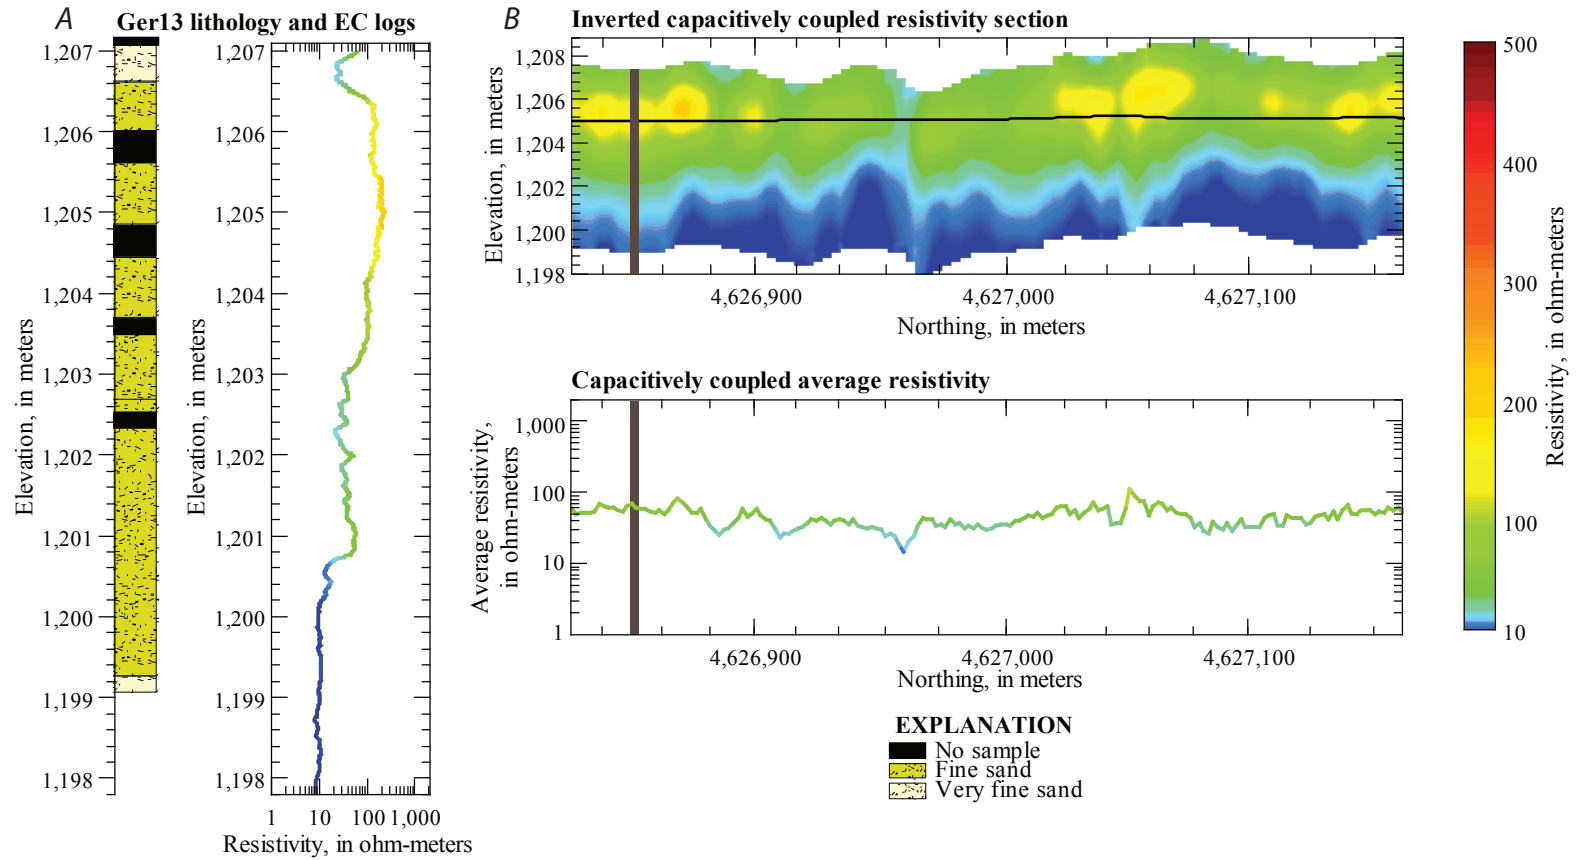 A
Ger13 lithology and EC logs
1,207
1,206
1,205
1,204
1,203
1,202
1,201
1,200
1,199
1,198
Elevation, in meters
1,207
1,206
1,205
1,204
1,203
1,202
1,201
1,200
1,199
1,198
Elevation, in meters
1 10 100 1,000
Resistivity, in ohm-meters
B
Inverted capacitively coupled resistivity section
1,208
1,206
1,204
1,202
1,200
1,198
Elevation, in meters
4,626,900 4,627,000 4,627,100
Northing, in meters
Capacitively coupled average resistivity
1,000
100
10
1
Average resistivity,
in ohm-meters
4,626,900 4,627,000 4,627,100
Northing, in meters
EXPLANATION
No sample
Fine sand
Very fine sand
500
400
300
200
100
10
Resistivity, in ohm-meters